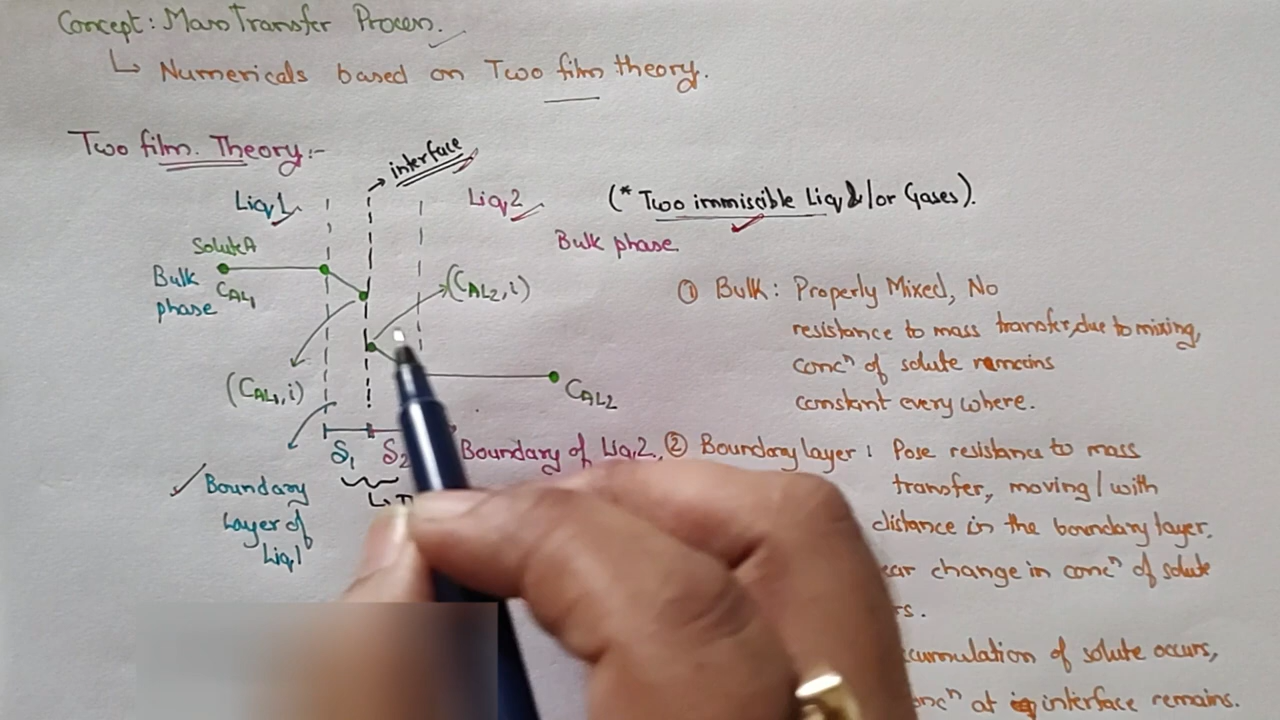 Concept: Mass Transfer Process.
↳ Numericals based on Two film theory.
Two film. Theory:-
→ interface
Liq1
Liq2
(* Two immiscible Liq &/or Gases).
Solute A
Bulk phase
Bulk
phase
CAL1
(CAL2, i)
(CAL1, i)
CAL2
① Bulk: Properly Mixed, No
resistance to mass transfer, due to mixing,
concn of solute remains
constant every where.
δ1 δ2
Boundary of Liq 2.
② Boundary layer: Pose resistance to mass
transfer, moving / with
distance in the boundary layer.
change in concn of solute
Boundary
Layer of
Liq1
of solute occurs,
at interface remains.